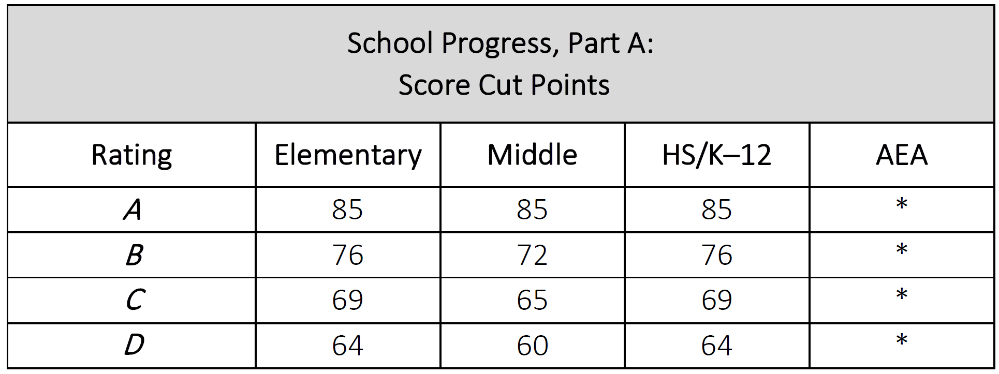 School Progress, Part A:
Score Cut Points
Rating Elementary Middle HS/K–12 AEA
A 85 85 85 *
B 76 72 76 *
C 69 65 69 *
D 64 60 64 *